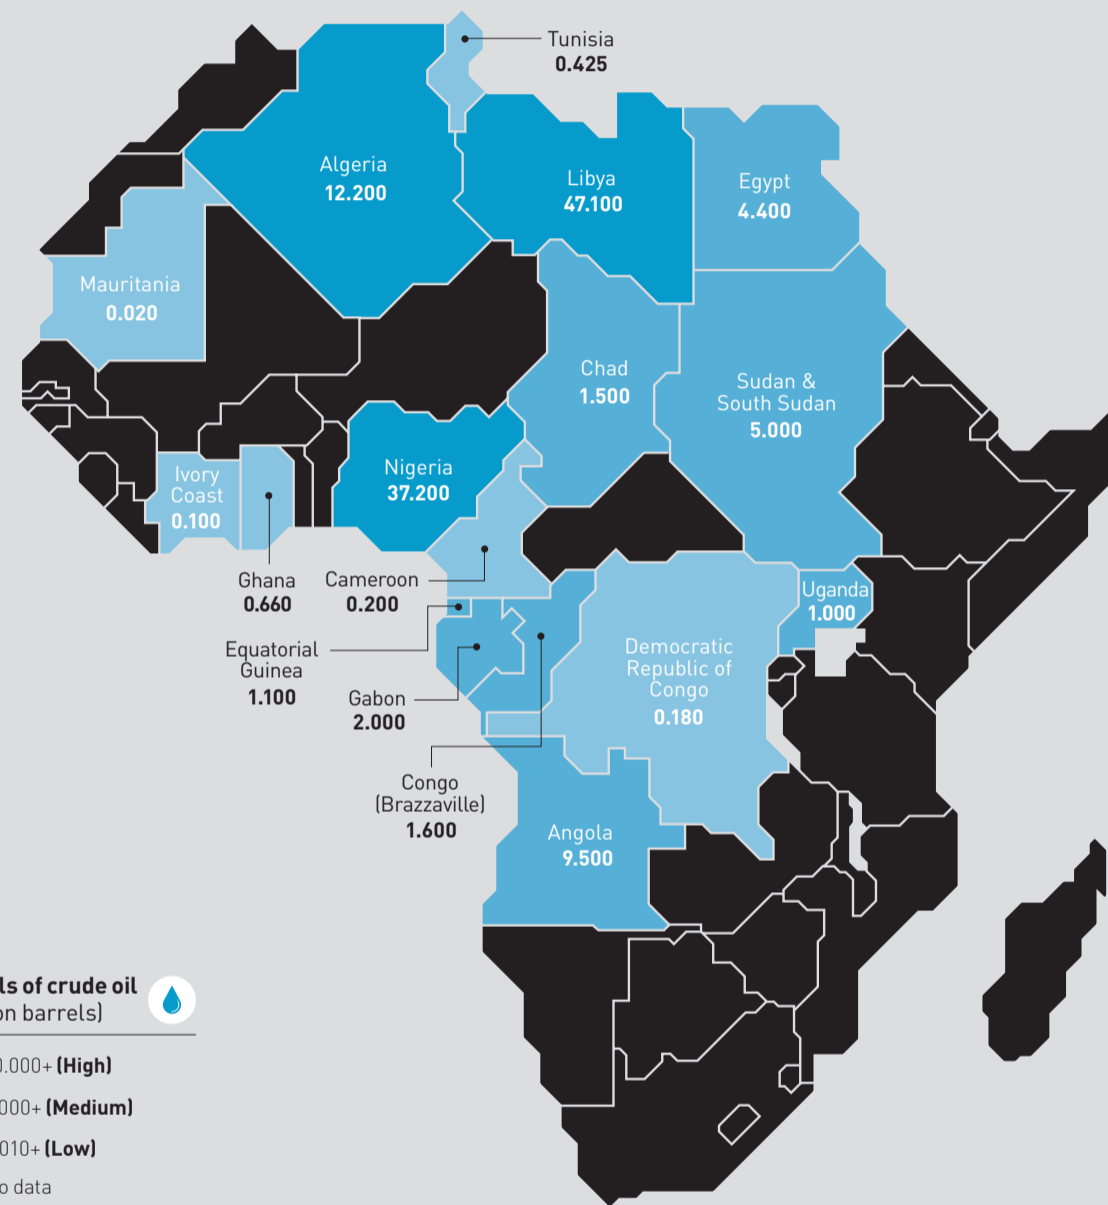 Tunisia
0.425
Algeria
12.200
Libya
47.100
Egypt
4.400
Mauritania
0.020
Chad
1.500
Sudan &
South Sudan
5.000
Nigeria
37.200
Ivory
Coast
0.100
Ghana
0.660
Cameroon
0.200
Uganda
1.000
Equatorial
Guinea
1.100
Gabon
2.000
Democratic
Republic of
Congo
0.180
Congo
(Brazzaville)
1.600
Angola
9.500
ls of crude oil
on barrels)
0.000+ (High)
000+ (Medium)
010+ (Low)
o data